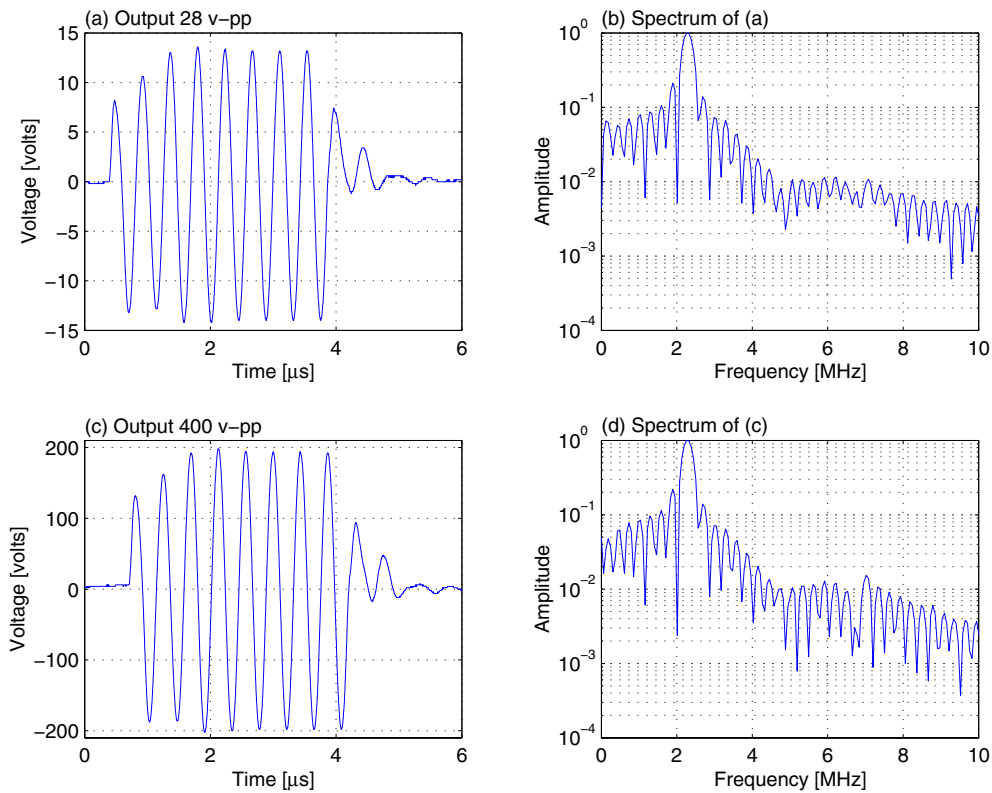 (a) Output 28 v-pp
15
10
5
0
-5
-10
-15
Voltage [volts]
0 2 4 6
Time [µs]
(b) Spectrum of (a)
10^0
10^-1
10^-2
10^-3
10^-4
Amplitude
0 2 4 6 8 10
Frequency [MHz]
(c) Output 400 v-pp
200
100
0
-100
-200
Voltage [volts]
0 2 4 6
Time [µs]
(d) Spectrum of (c)
10^0
10^-1
10^-2
10^-3
10^-4
Amplitude
0 2 4 6 8 10
Frequency [MHz]